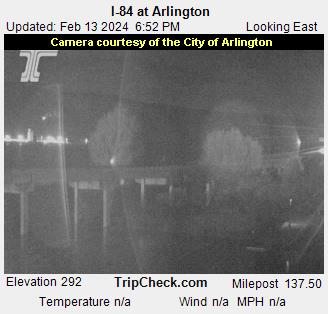 I-84 at Arlington
Updated: Feb 13 2024 6:52 PM Looking East
Camera courtesy of the City of Arlington
Elevation 292 TripCheck.com Milepost 137.50
Temperature n/a Wind n/a MPH n/a